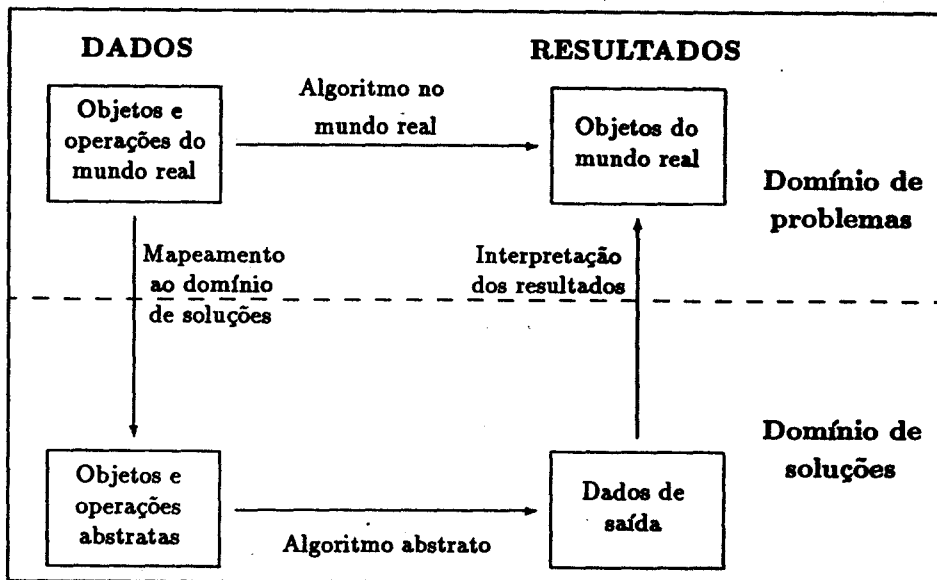 DADOS
RESULTADOS
Objetos e
operações do
mundo real
Algoritmo no
mundo real
Objetos do
mundo real
Domínio de
problemas
Mapeamento
ao domínio
de soluções
Interpretação
dos resultados
Domínio de
soluções
Objetos e
operações
abstratas
Algoritmo abstrato
Dados de
saída